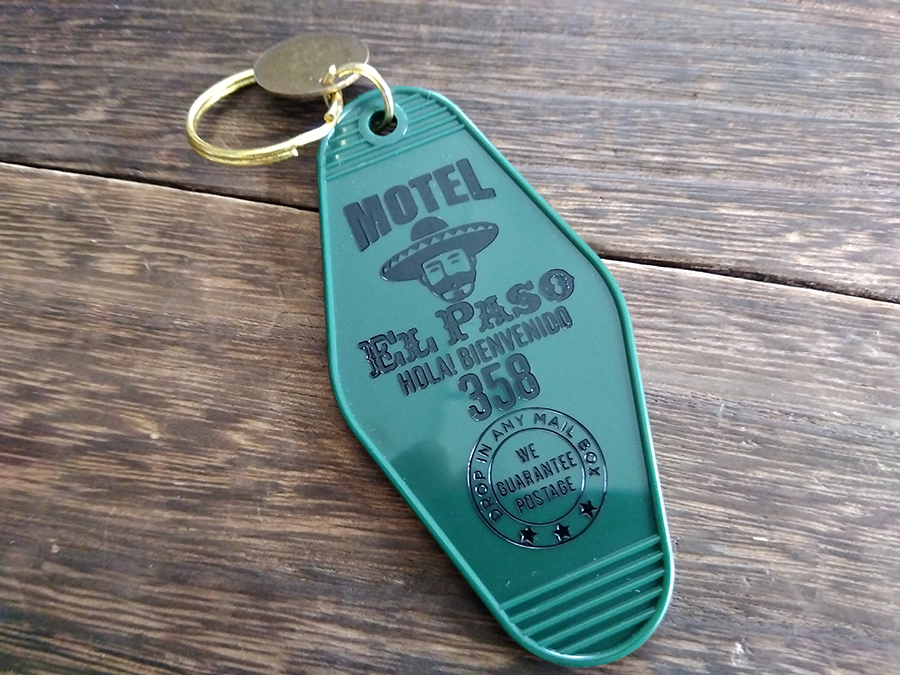 MOTEL
EL PASO
HOLA! BIENVENIDO
358
DROP IN ANY MAIL BOX
WE
GUARANTEE
POSTAGE